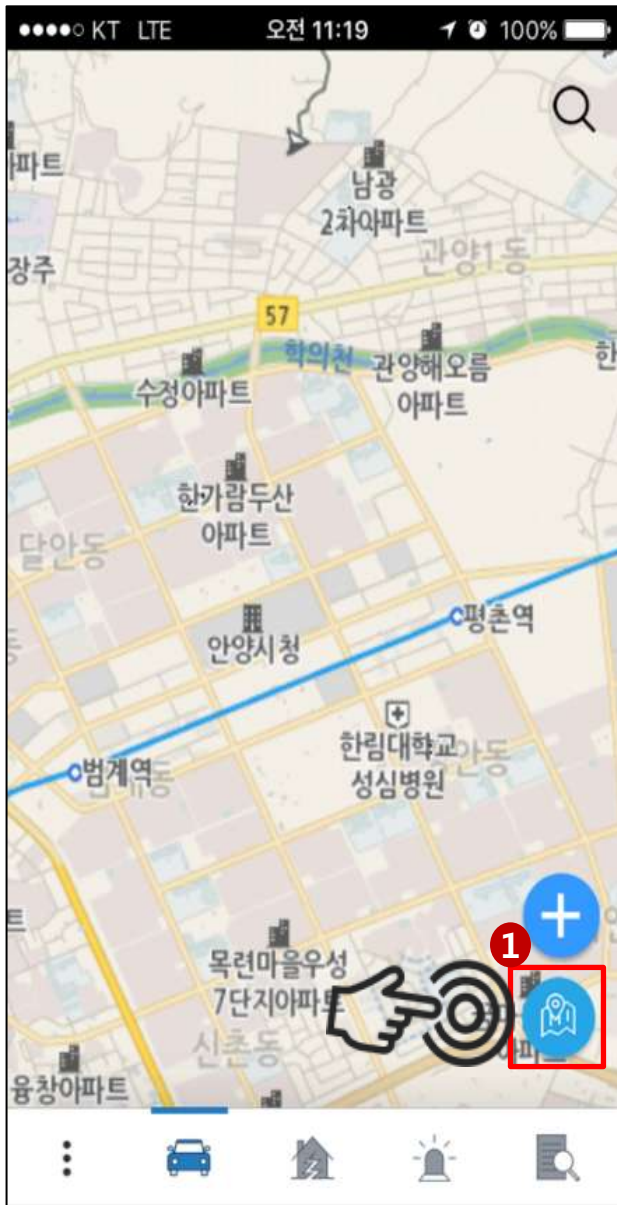 KT LTE 오전 11:19 100%
아파트
남광
2차아파트
관양1동
장주
57
학의천
관양해오름
아파트
한
수정아파트
한가람두산
아파트
달안동
평촌역
안양시청
한림대학교
성심병원
범계역
1
목련마을우성
7단지아파트
신촌동
융창아파트